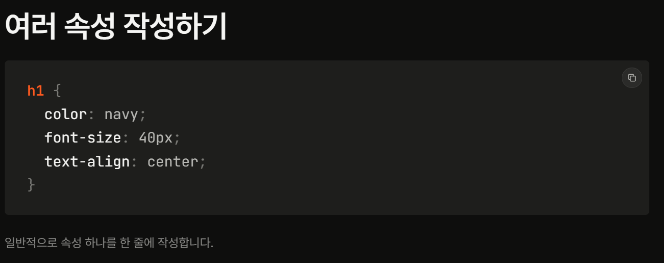 여러 속성 작성하기
h1 {
  color: navy;
  font-size: 40px;
  text-align: center;
}
일반적으로 속성 하나를 한 줄에 작성합니다.